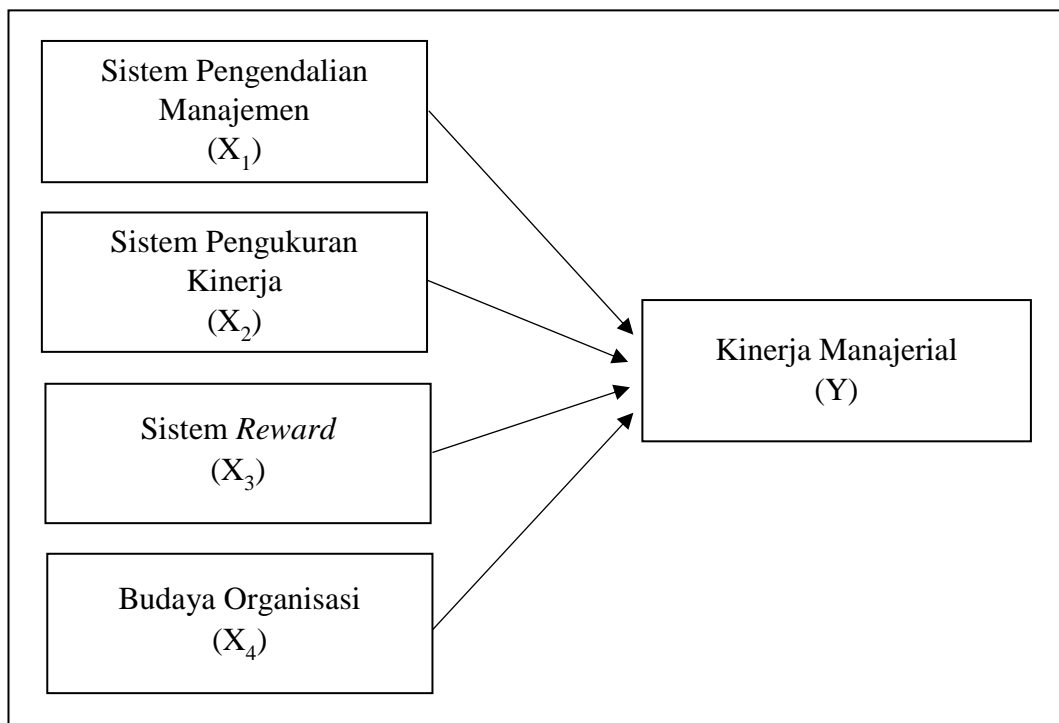 Sistem Pengendalian
Manajemen
(X₁)
Sistem Pengukuran
Kinerja
(X₂)
Sistem Reward
(X₃)
Budaya Organisasi
(X₄)
Kinerja Manajerial
(Y)